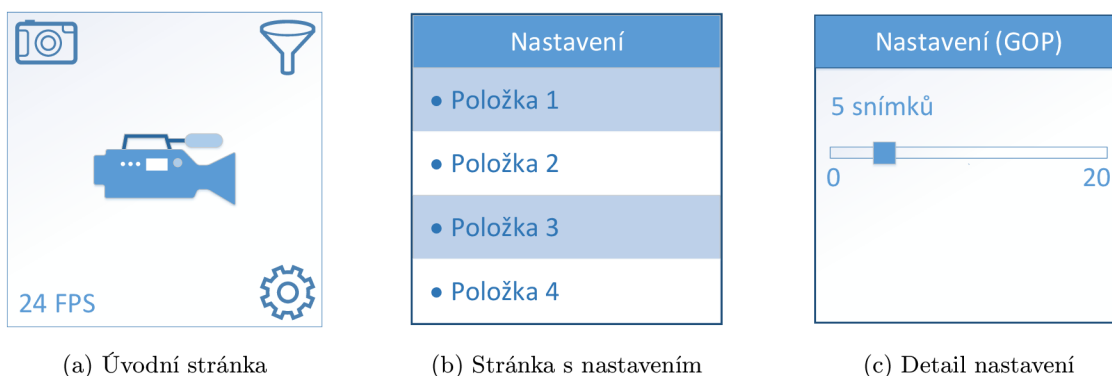 24 FPS
(a) Úvodní stránka
Nastavení
• Položka 1
• Položka 2
• Položka 3
• Položka 4
(b) Stránka s nastavením
Nastavení (GOP)
5 snímků
0 20
(c) Detail nastavení